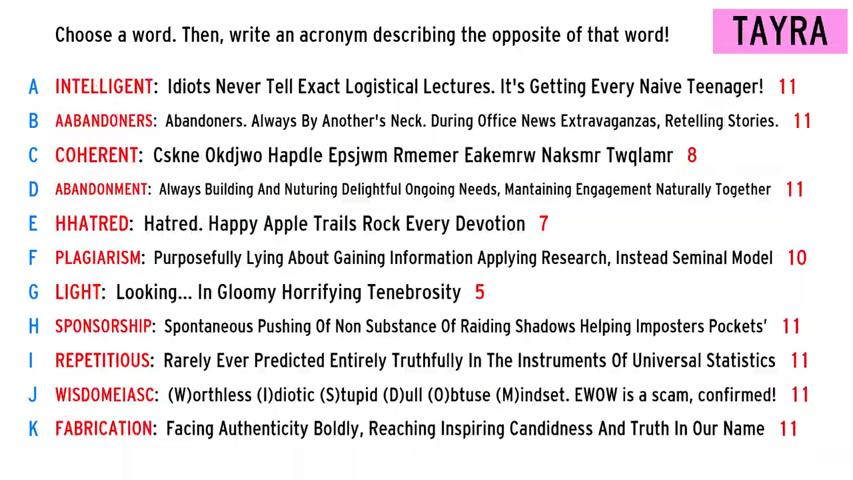 Choose a word. Then, write an acronym describing the opposite of that word!
TAYRA
A INTELLIGENT: Idiots Never Tell Exact Logistical Lectures. It's Getting Every Naive Teenager! 11
B AABANDONERS: Abandoners. Always By Another's Neck. During Office News Extravaganzas, Retelling Stories. 11
C COHERENT: Cskne Okdjwo Hapdle Epsjwm Rmemer Eakemrw Naksmr Twqlamr 8
D ABANDONMENT: Always Building And Nuturing Delightful Ongoing Needs, Mantaining Engagement Naturally Together 11
E HHATRED: Hatred. Happy Apple Trails Rock Every Devotion 7
F PLAGIARISM: Purposefully Lying About Gaining Information Applying Research, Instead Seminal Model 10
G LIGHT: Looking... In Gloomy Horrifying Tenebrosity 5
H SPONSORSHIP: Spontaneous Pushing Of Non Substance Of Raiding Shadows Helping Imposters Pockets' 11
I REPETITIOUS: Rarely Ever Predicted Entirely Truthfully In The Instruments Of Universal Statistics 11
J WISDOMEIASC: (W)orthless (I)diotic (S)tupid (D)ull (O)btuse (M)indset. EWOW is a scam, confirmed! 11
K FABRICATION: Facing Authenticity Boldly, Reaching Inspiring Candidness And Truth In Our Name 11